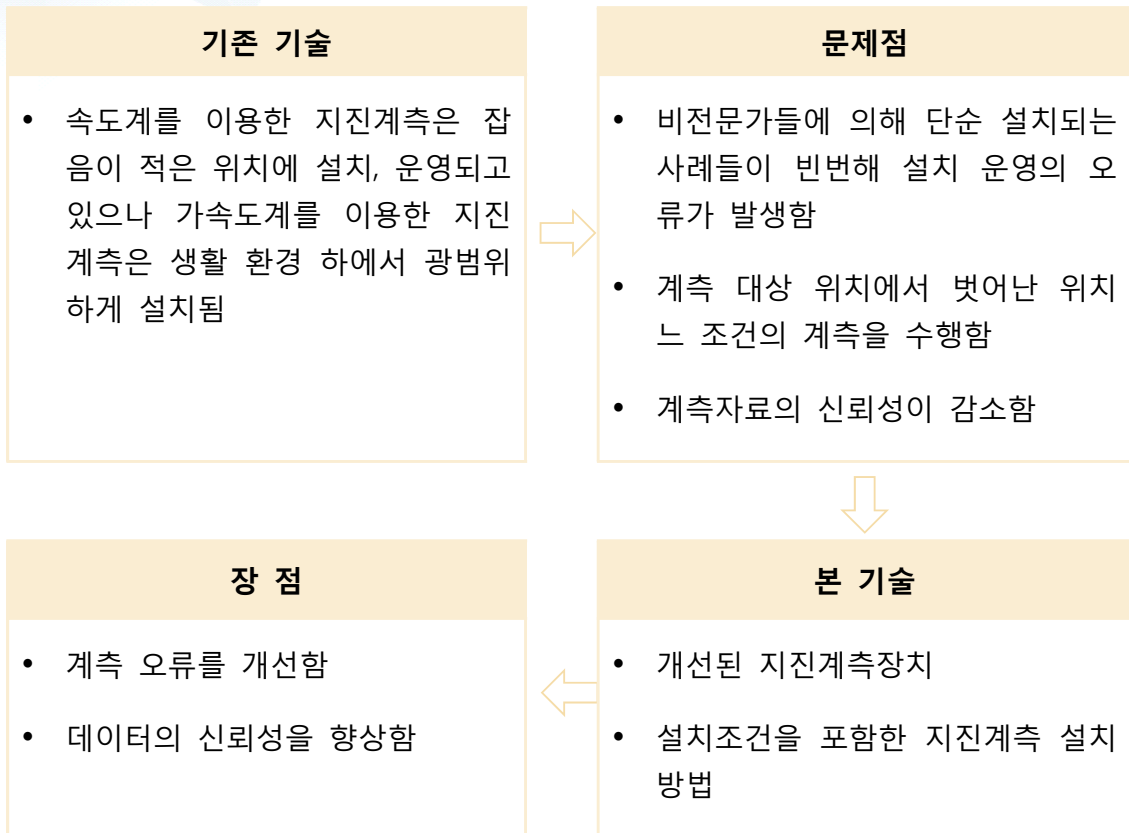 기존 기술
• 속도계를 이용한 지진계측은 잡
음이 적은 위치에 설치, 운영되고
있으나 가속도계를 이용한 지진
계측은 생활 환경 하에서 광범위
하게 설치됨
문제점
• 비전문가들에 의해 단순 설치되는
사례들이 빈번해 설치 운영의 오
류가 발생함
• 계측 대상 위치에서 벗어난 위치
느 조건의 계측을 수행함
• 계측자료의 신뢰성이 감소함
본 기술
• 개선된 지진계측장치
• 설치조건을 포함한 지진계측 설치
방법
장 점
• 계측 오류를 개선함
• 데이터의 신뢰성을 향상함